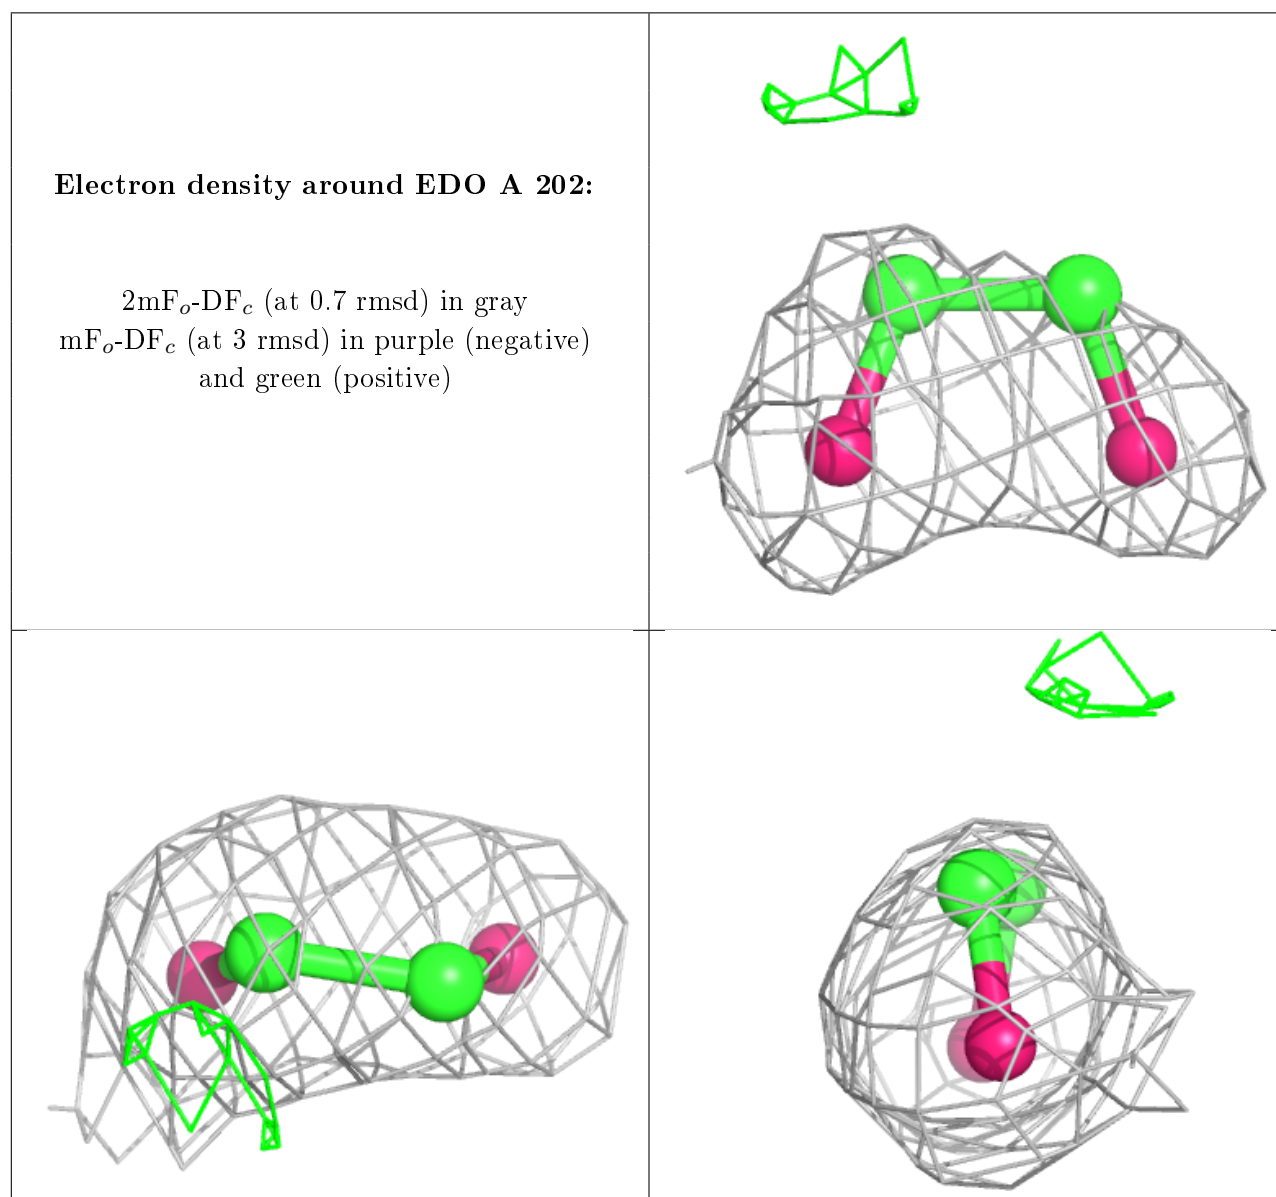 Electron density around EDO A 202:
2mFₒ-DF𝒸 (at 0.7 rmsd) in gray
mFₒ-DF𝒸 (at 3 rmsd) in purple (negative)
and green (positive)